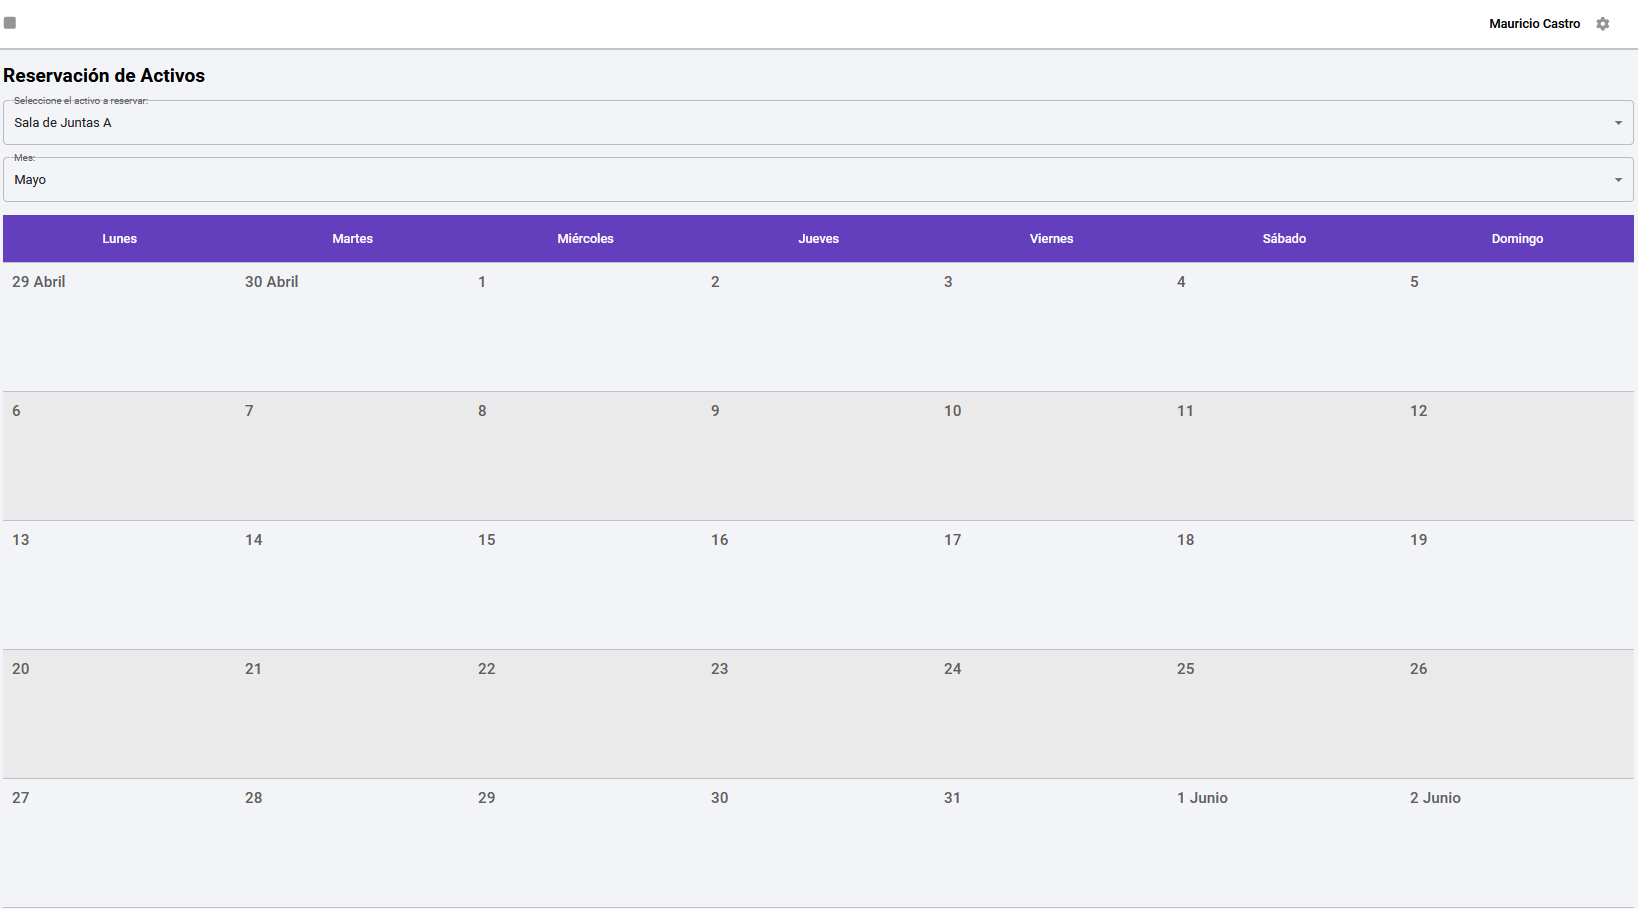 Mauricio Castro
Reservación de Activos
Seleccione el activo a reservar:
Sala de Juntas A
Mes:
Mayo
Lunes Martes Miércoles Jueves Viernes Sábado Domingo
29 Abril 30 Abril 1 2 3 4 5
6 7 8 9 10 11 12
13 14 15 16 17 18 19
20 21 22 23 24 25 26
27 28 29 30 31 1 Junio 2 Junio